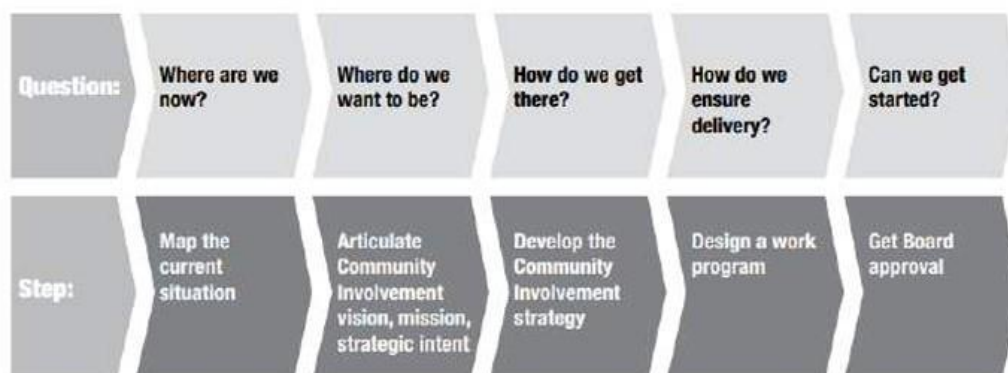 Question:
Where are we
now?
Where do we
want to be?
How do we get
there?
How do we
ensure
delivery?
Can we get
started?
Step:
Map the
current
situation
Articulate
Community
Involvement
vision, mission,
strategic intent
Develop the
Community
Involvement
strategy
Design a work
program
Get Board
approval